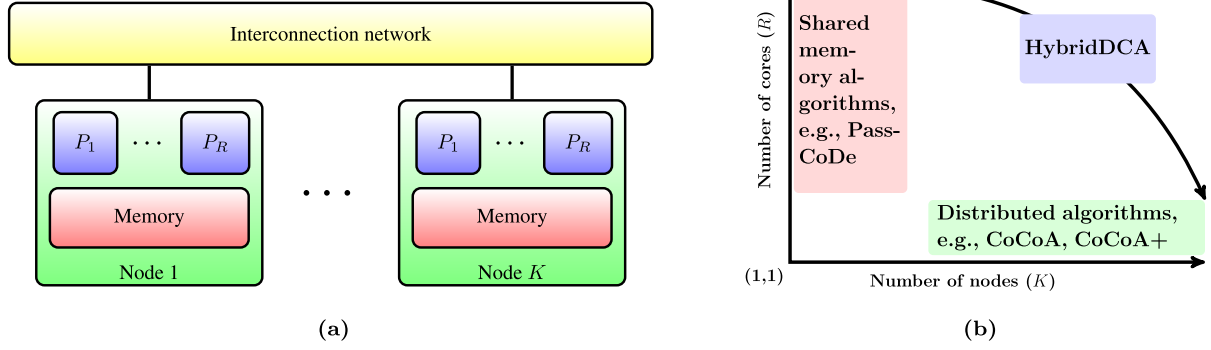 Interconnection network
P1 ··· PR
Memory
Node 1
···
P1 ··· PR
Memory
Node K
(a)
Number of cores (R)
Shared
mem-
ory al-
gorithms,
e.g., Pass-
CoDe
HybridDCA
Distributed algorithms,
e.g., CoCoA, CoCoA+
(1,1)
Number of nodes (K)
(b)